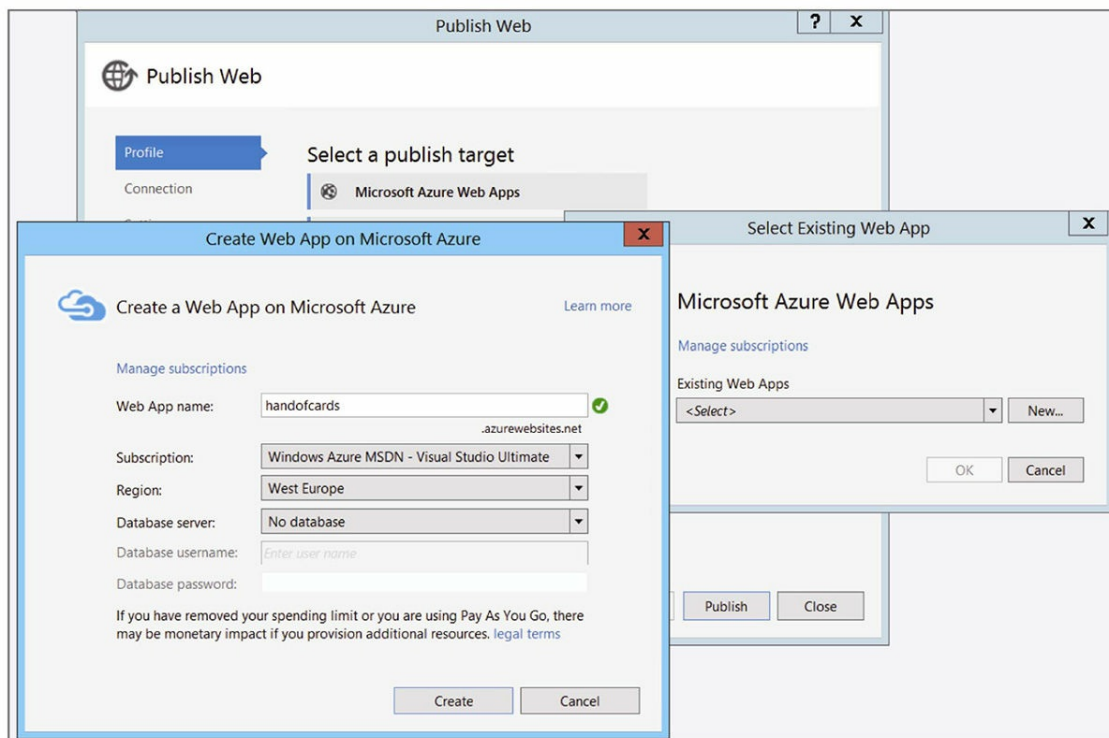 Publish Web
? X
Publish Web
Profile
Connection
Select a publish target
Microsoft Azure Web Apps
Create Web App on Microsoft Azure
X
Create a Web App on Microsoft Azure
Learn more
Manage subscriptions
Web App name:
handofcards
.azurewebsites.net
Subscription:
Windows Azure MSDN - Visual Studio Ultimate
Region:
West Europe
Database server:
No database
Database username:
Enter user name
Database password:
If you have removed your spending limit or you are using Pay As You Go, there
may be monetary impact if you provision additional resources. legal terms
Create
Cancel
Select Existing Web App
X
Microsoft Azure Web Apps
Manage subscriptions
Existing Web Apps
<Select>
New...
OK
Cancel
Publish
Close